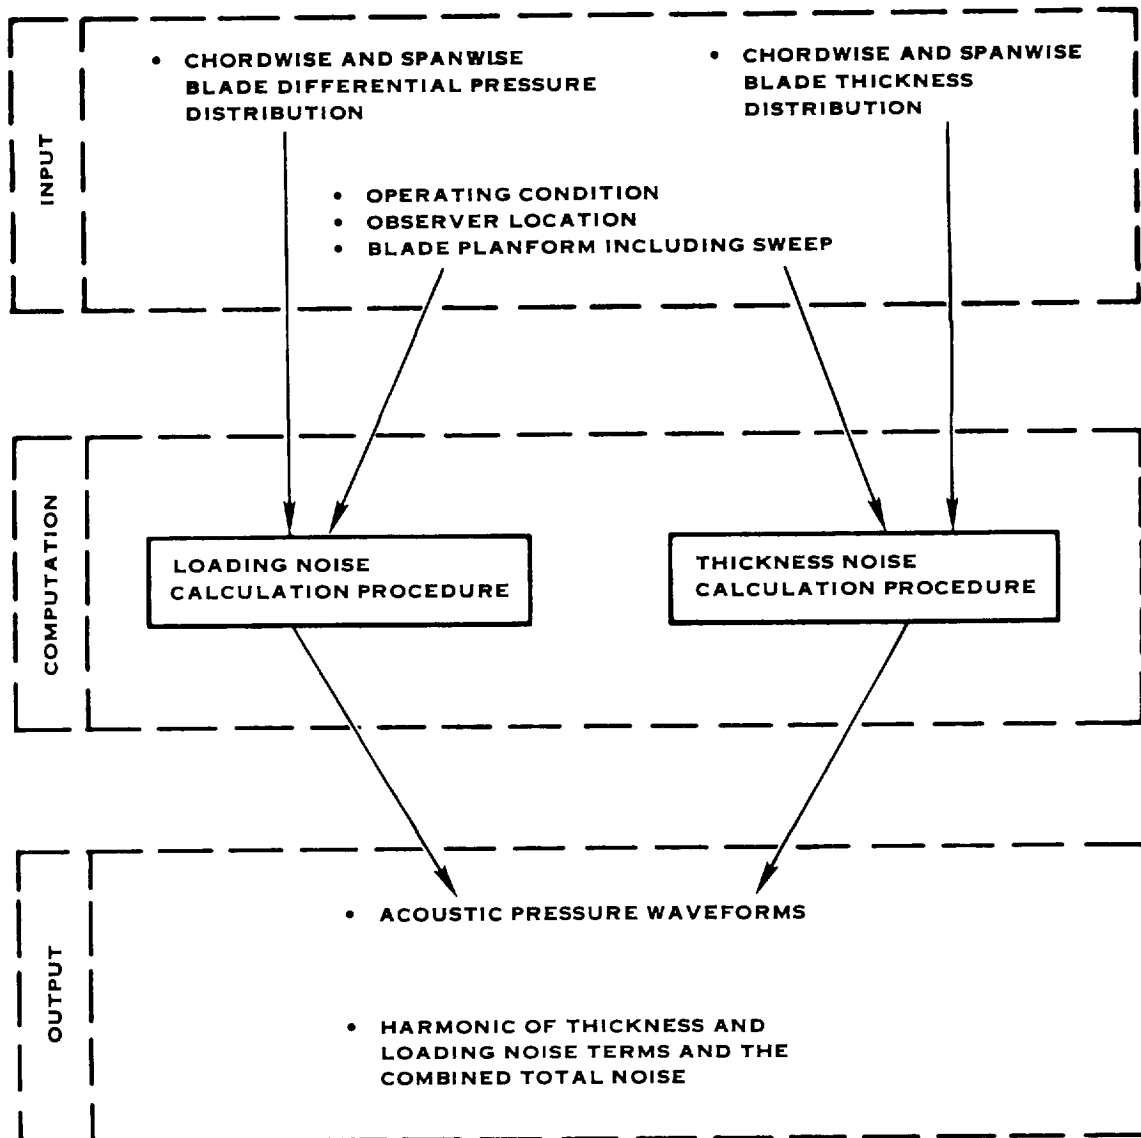 INPUT
• CHORDWISE AND SPANWISE
BLADE DIFFERENTIAL PRESSURE
DISTRIBUTION
• CHORDWISE AND SPANWISE
BLADE THICKNESS
DISTRIBUTION
• OPERATING CONDITION
• OBSERVER LOCATION
• BLADE PLANFORM INCLUDING SWEEP
COMPUTATION
LOADING NOISE
CALCULATION PROCEDURE
THICKNESS NOISE
CALCULATION PROCEDURE
OUTPUT
• ACOUSTIC PRESSURE WAVEFORMS
• HARMONIC OF THICKNESS AND
LOADING NOISE TERMS AND THE
COMBINED TOTAL NOISE